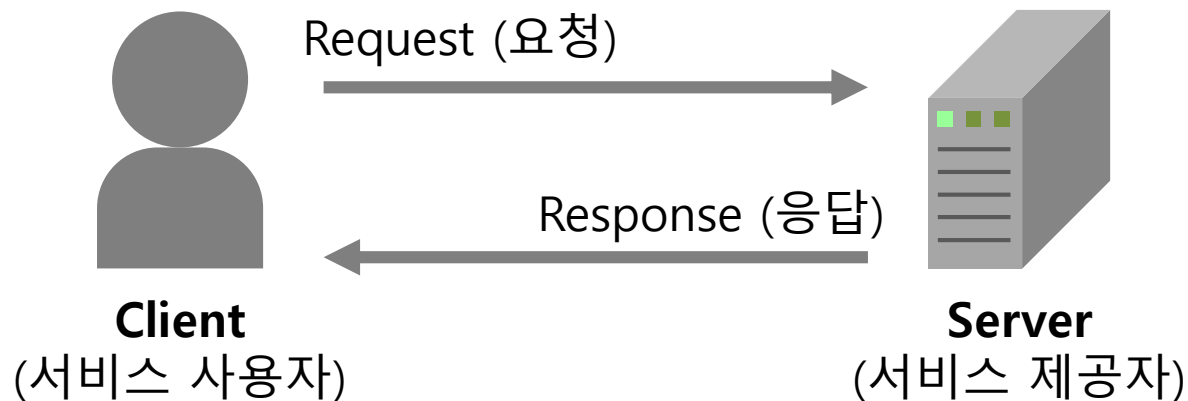 Request (요청)
Response (응답)
Client
(서비스 사용자)
Server
(서비스 제공자)